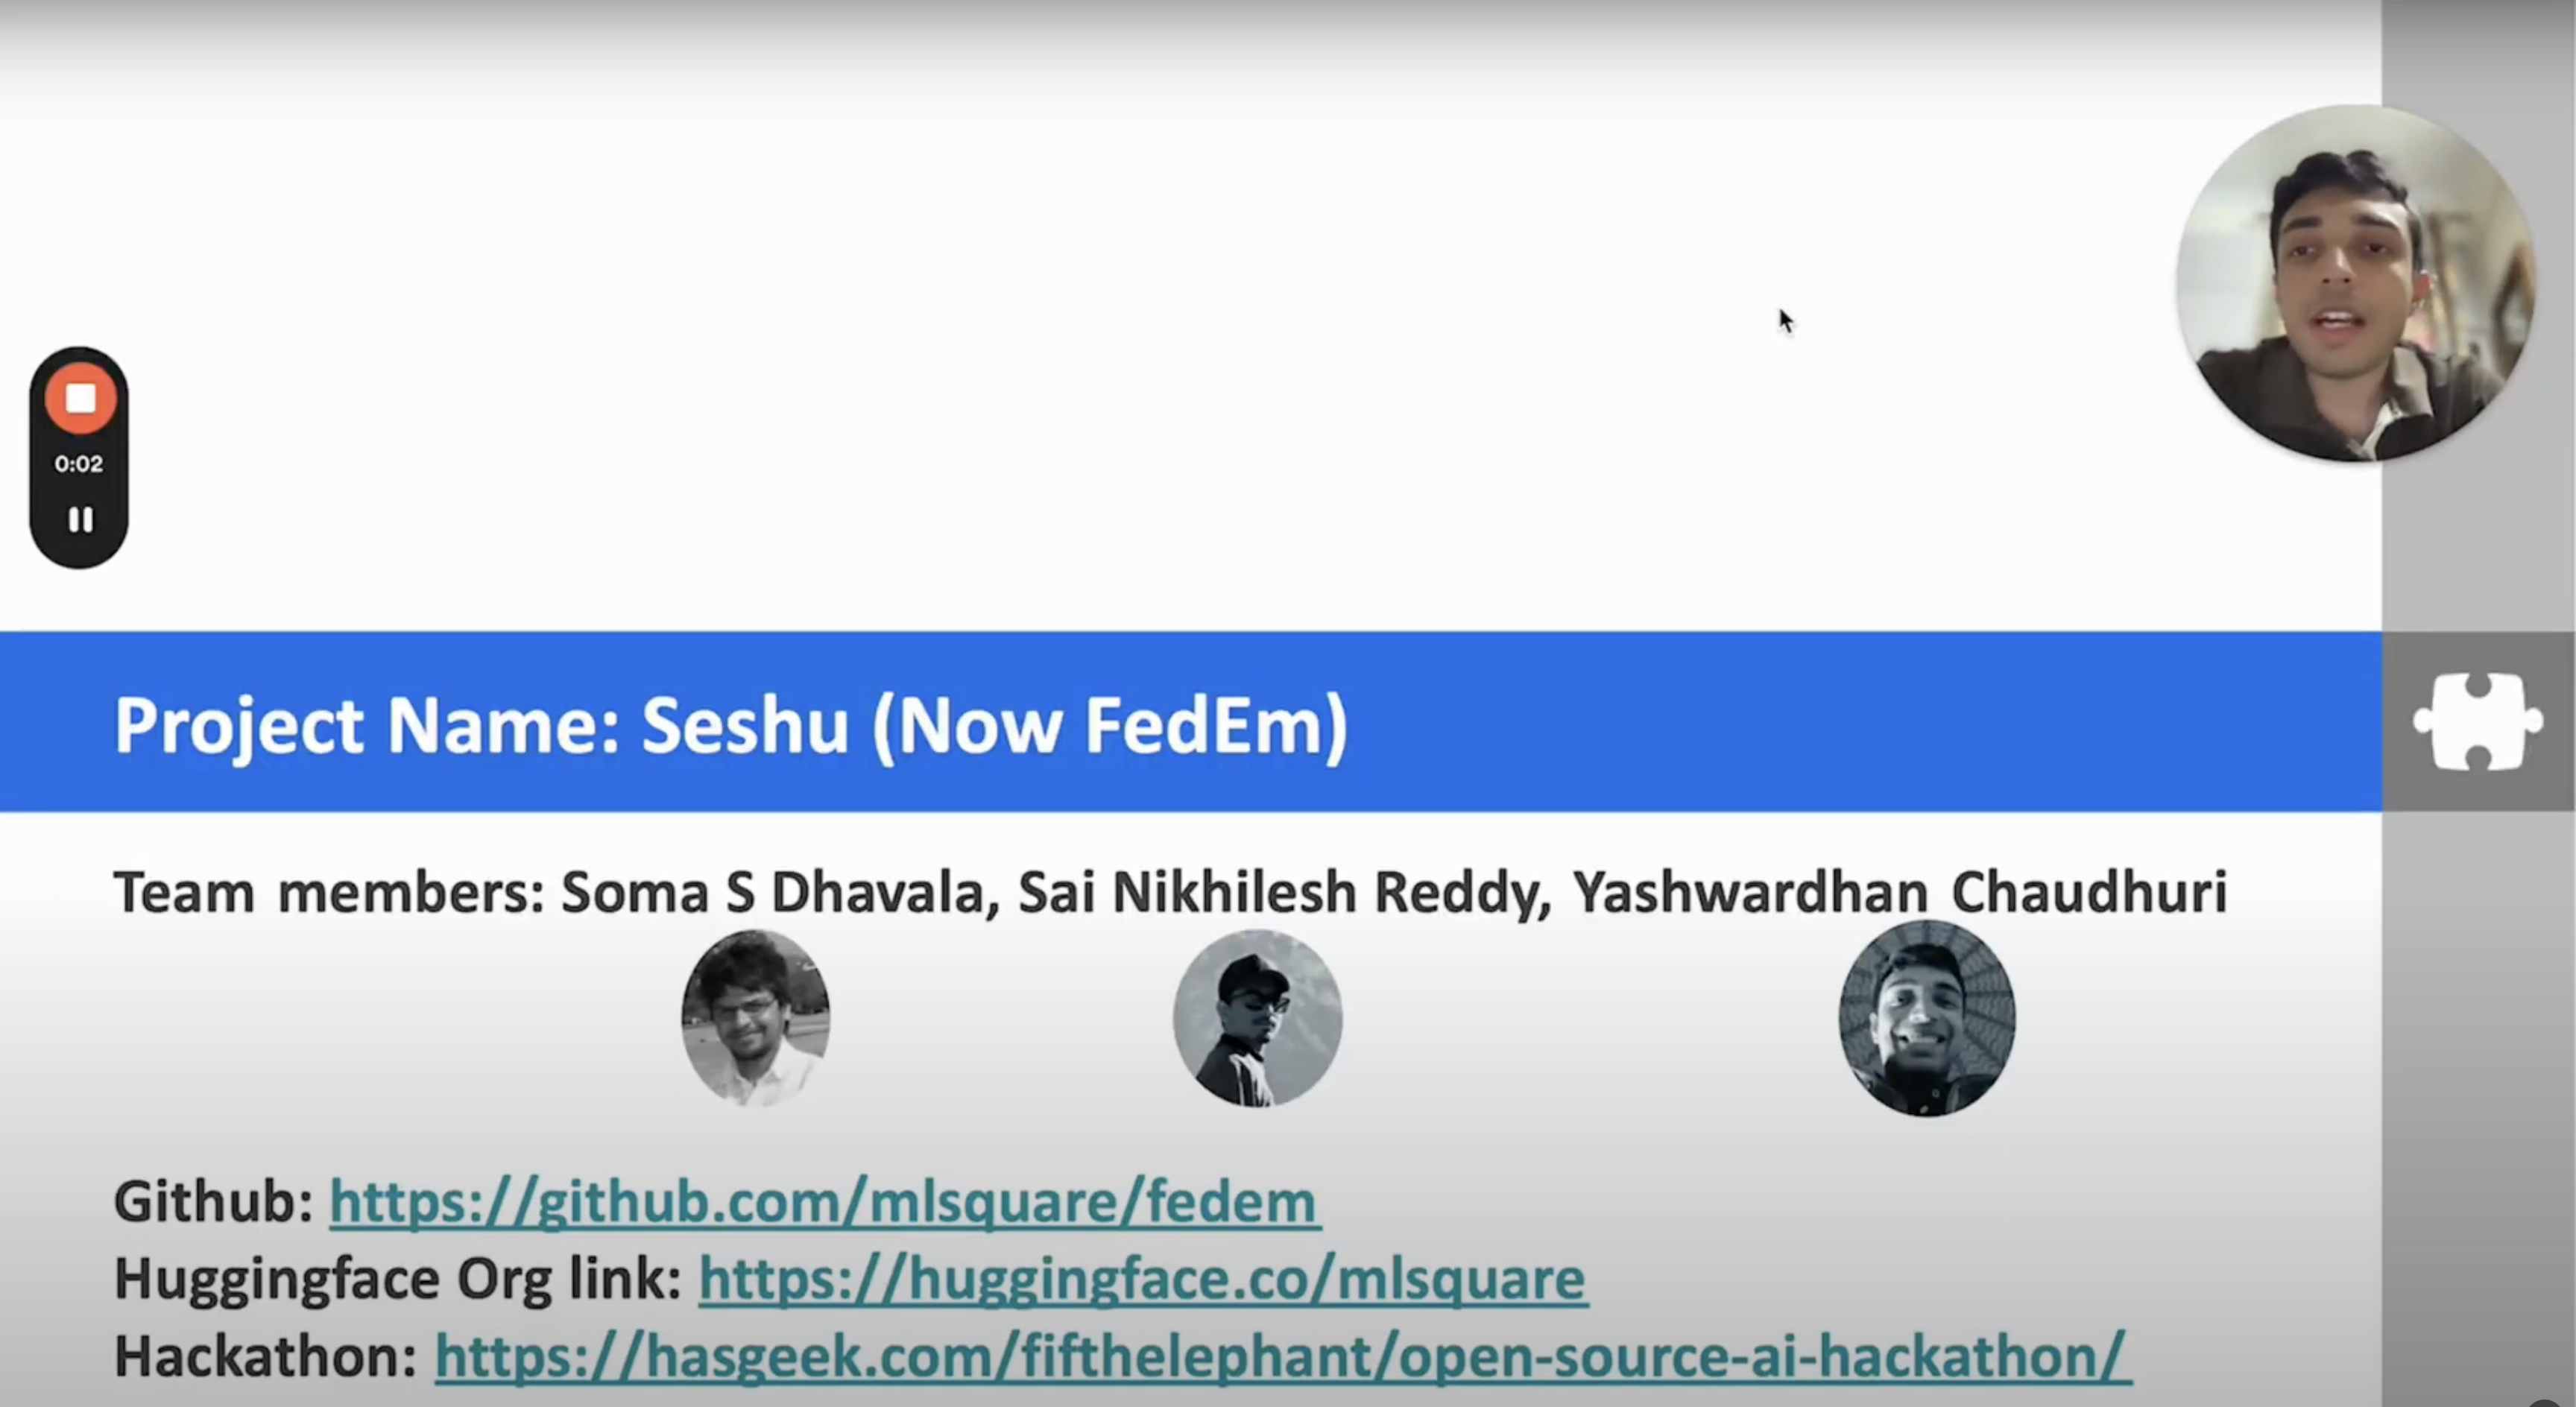 0:02
Project Name: Seshu (Now FedEm)
Team members: Soma S Dhavala, Sai Nikhilesh Reddy, Yashwardhan Chaudhuri
Github: https://github.com/mlsquare/fedem
Huggingface Org link: https://huggingface.co/mlsquare
Hackathon: https://hasgeek.com/fifthelephant/open-source-ai-hackathon/